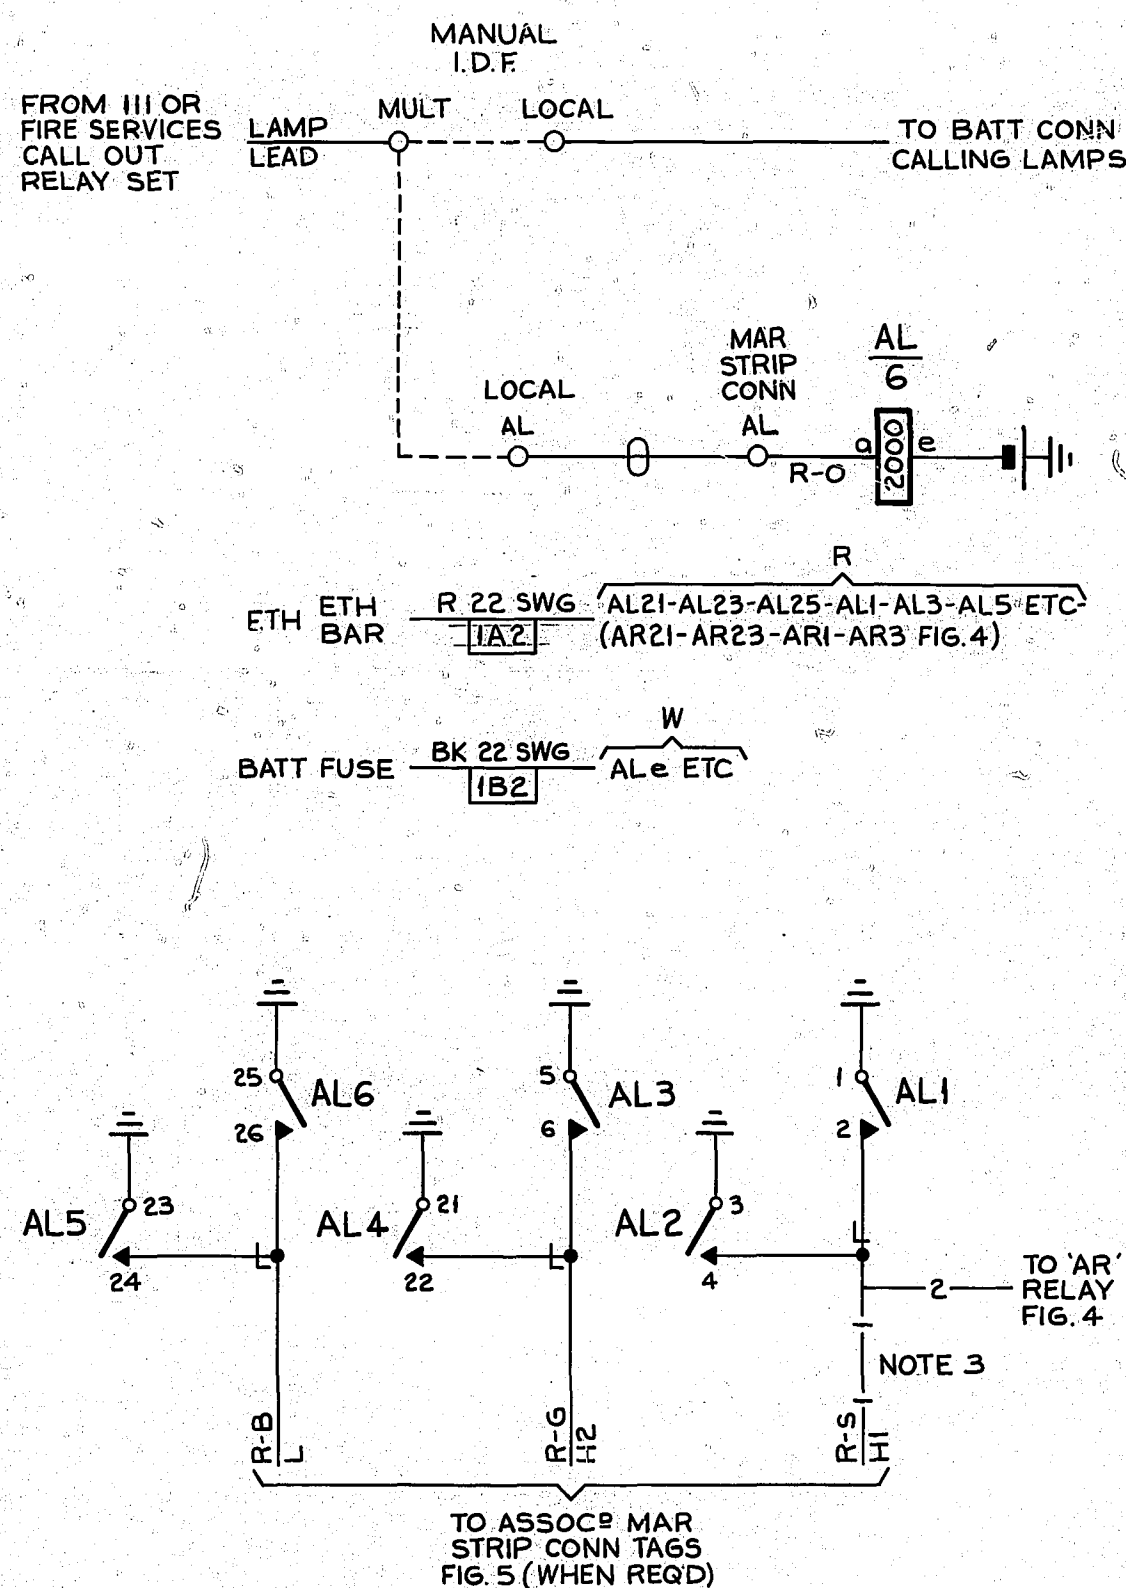 MANUAL
I.D.F.
FROM 111 OR
FIRE SERVICES
CALL OUT
RELAY SET
LAMP
LEAD
MULT
LOCAL
TO BATT CONN
CALLING LAMPS
LOCAL
AL
MAR
STRIP
CONN
AL
R-O
AL
6
a
2000
e
ETH
ETH
BAR
R 22 SWG
1A2
R
AL21-AL23-AL25-AL1-AL3-AL5 ETC-
(AR21-AR23-AR1-AR3 FIG.4)
BATT FUSE
BK 22 SWG
1B2
W
ALe ETC
25
AL6
26
5
AL3
6
1
AL1
2
AL5
23
24
L
AL4
21
22
L
AL2
3
4
L
2
TO 'AR'
RELAY
FIG. 4
NOTE 3
R-B
L
R-G
H2
R-S
H1
TO ASSOCD MAR
STRIP CONN TAGS
FIG. 5 (WHEN REQ'D)